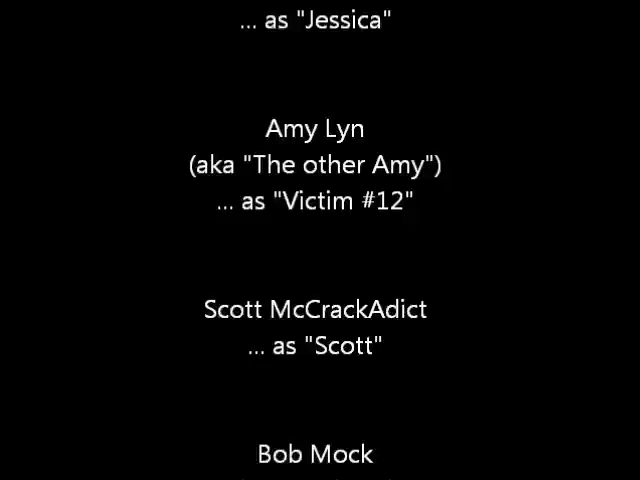 ... as "Jessica"
Amy Lyn
(aka "The other Amy")
... as "Victim #12"
Scott McCrackAdict
... as "Scott"
Bob Mock